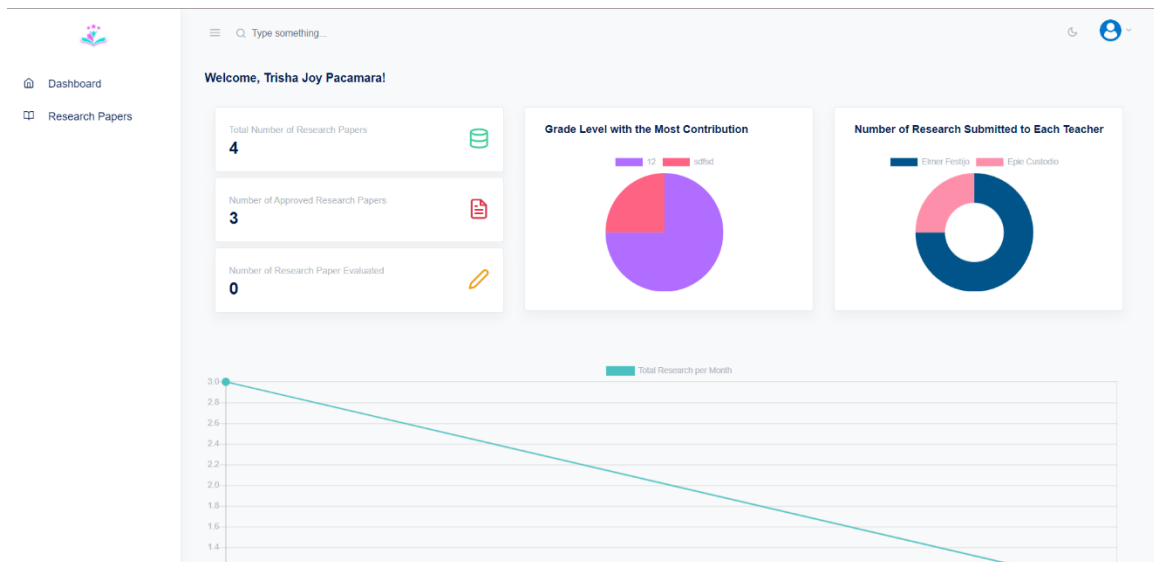 Type something...
Dashboard
Research Papers
Welcome, Trisha Joy Pacamara!
Total Number of Research Papers
4
Number of Approved Research Papers
3
Number of Research Paper Evaluated
0
Grade Level with the Most Contribution
12 sdfsd
Number of Research Submitted to Each Teacher
Elmer Festijo Epie Custodio
Total Research per Month
3.0
2.8
2.6
2.4
2.2
2.0
1.8
1.6
1.4